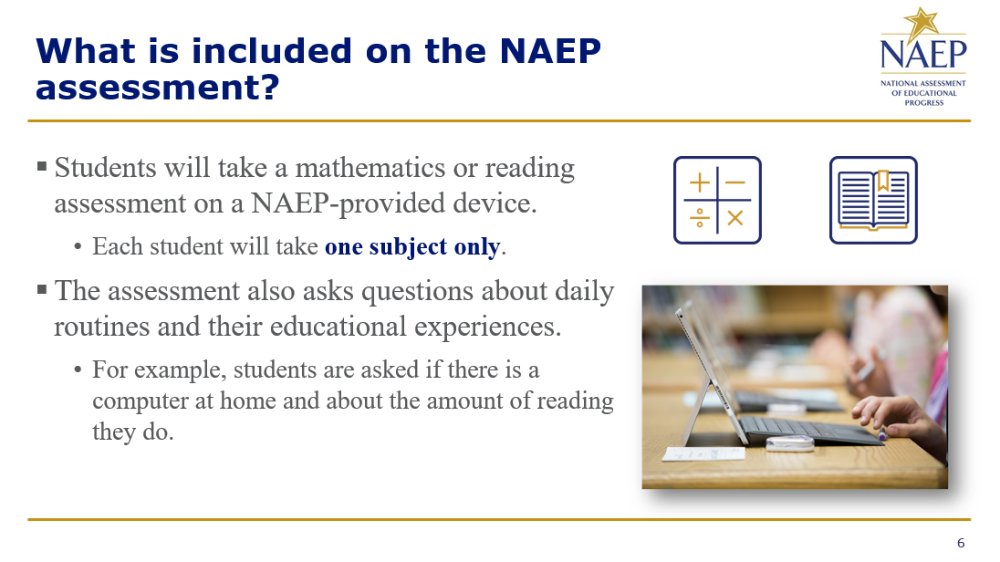 What is included on the NAEP
assessment?
NAEP
NATIONAL ASSESSMENT
OF EDUCATIONAL
PROGRESS
▪ Students will take a mathematics or reading
assessment on a NAEP-provided device.
• Each student will take one subject only.
▪ The assessment also asks questions about daily
routines and their educational experiences.
• For example, students are asked if there is a
computer at home and about the amount of reading
they do.
6